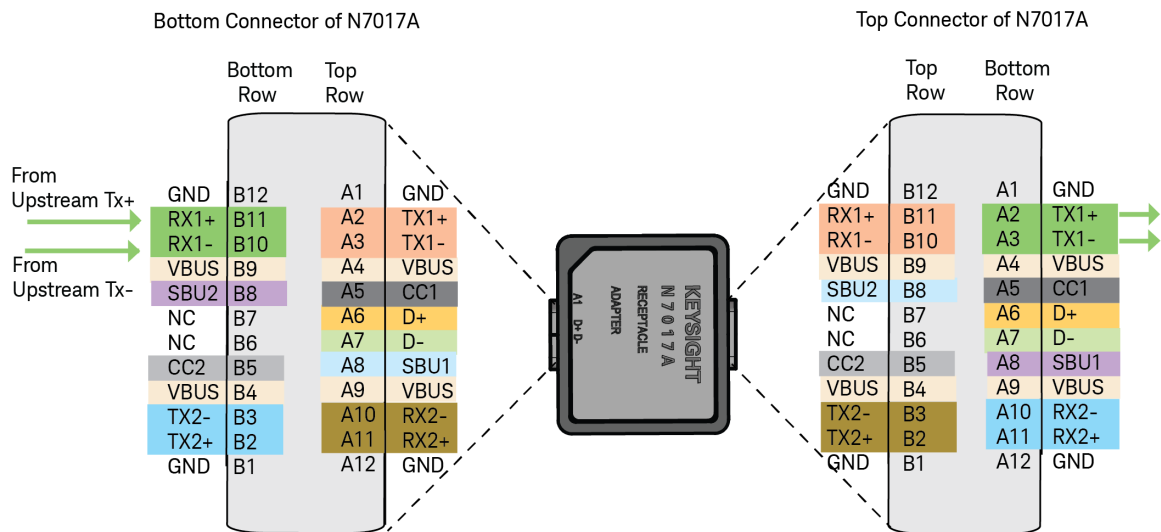 Bottom Connector of N7017A
Top Connector of N7017A
Bottom
Row
Top
Row
Top
Row
Bottom
Row
From
Upstream Tx+
From
Upstream Tx-
GND B12 A1 GND
RX1+ B11 A2 TX1+
RX1- B10 A3 TX1-
VBUS B9 A4 VBUS
SBU2 B8 A5 CC1
NC B7 A6 D+
NC B6 A7 D-
CC2 B5 A8 SBU1
VBUS B4 A9 VBUS
TX2- B3 A10 RX2-
TX2+ B2 A11 RX2+
GND B1 A12 GND
KEYSIGHT
N7017A
RECEPTACLE
ADAPTER
A1 D+ D-
GND B12 A1 GND
RX1+ B11 A2 TX1+
RX1- B10 A3 TX1-
VBUS B9 A4 VBUS
SBU2 B8 A5 CC1
NC B7 A6 D+
NC B6 A7 D-
CC2 B5 A8 SBU1
VBUS B4 A9 VBUS
TX2- B3 A10 RX2-
TX2+ B2 A11 RX2+
GND B1 A12 GND